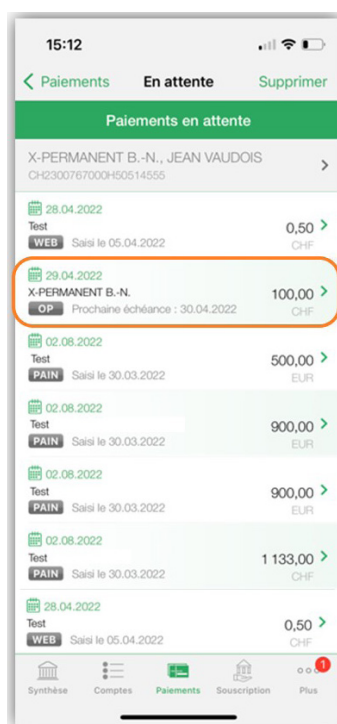 15:12
Paiements En attente Supprimer
Paiements en attente
X-PERMANENT B.-N., JEAN VAUDOIS
CH2300767000H50514555
28.04.2022
Test 0,50
WEB Saisi le 05.04.2022 CHF
29.04.2022
X-PERMANENT B.-N. 100,00
OP Prochaine échéance : 30.04.2022 CHF
02.08.2022
Test 500,00
PAIN Saisi le 30.03.2022 EUR
02.08.2022
Test 900,00
PAIN Saisi le 30.03.2022 EUR
02.08.2022
Test 900,00
PAIN Saisi le 30.03.2022 EUR
02.08.2022
Test 1 133,00
PAIN Saisi le 30.03.2022 CHF
28.04.2022
Test 0,50
WEB Saisi le 05.04.2022 CHF
1
Synthèse Comptes Paiements Souscription Plus